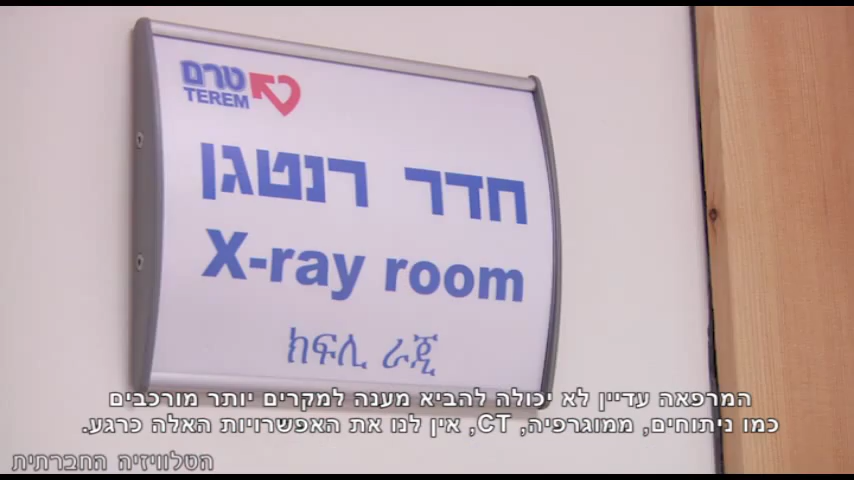 טרם
TEREM
חדר רנטגן
X-ray room
ክፍሊ ራጂ
המרפאה עדיין לא יכולה להביא מענה למקרים יותר מורכבים
כמו ניתוחים, ממוגרפיה, CT, אין לנו את האפשרויות האלה כרגע.
הטלוויזיה החברתית